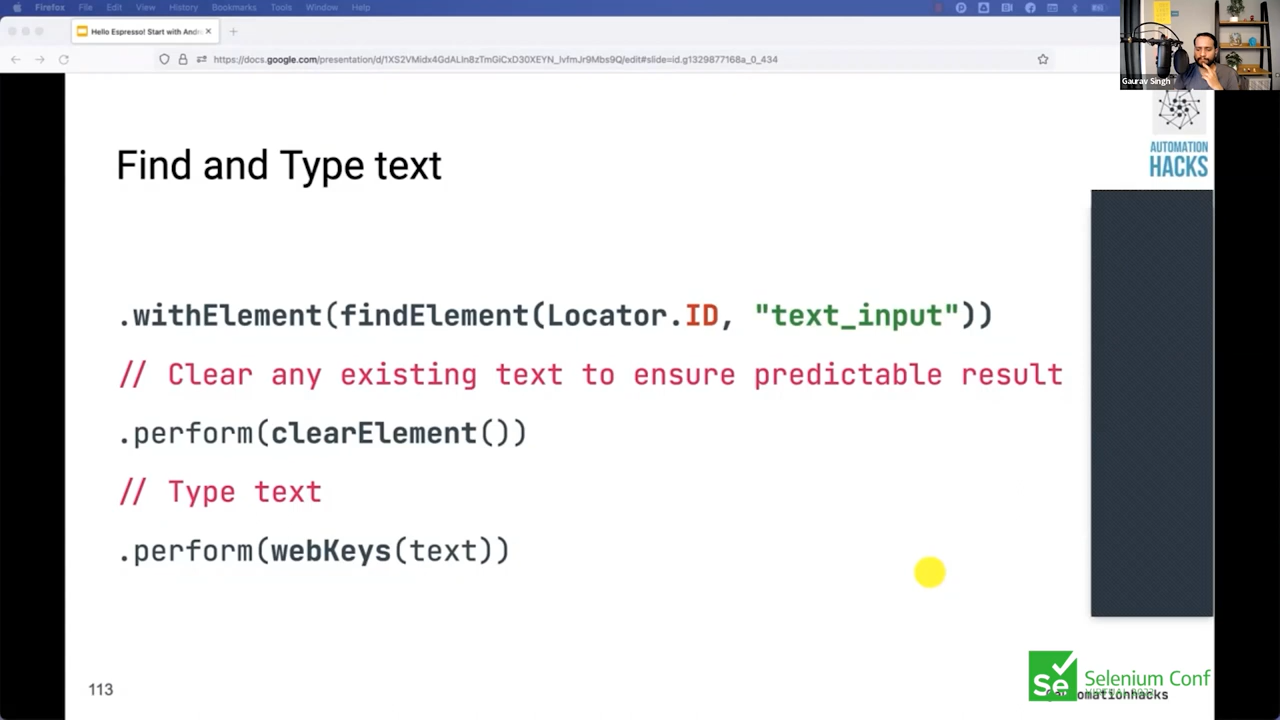 Firefox File Edit View History Bookmarks Tools Window Help
Hello Espresso! Start with Andr
Gaurav Singh
AUTOMATION
HACKS
Find and Type text
.withElement(findElement(Locator.ID, "text_input"))
// Clear any existing text to ensure predictable result
.perform(clearElement())
// Type text
.perform(webKeys(text))
113
Se
Selenium Conf